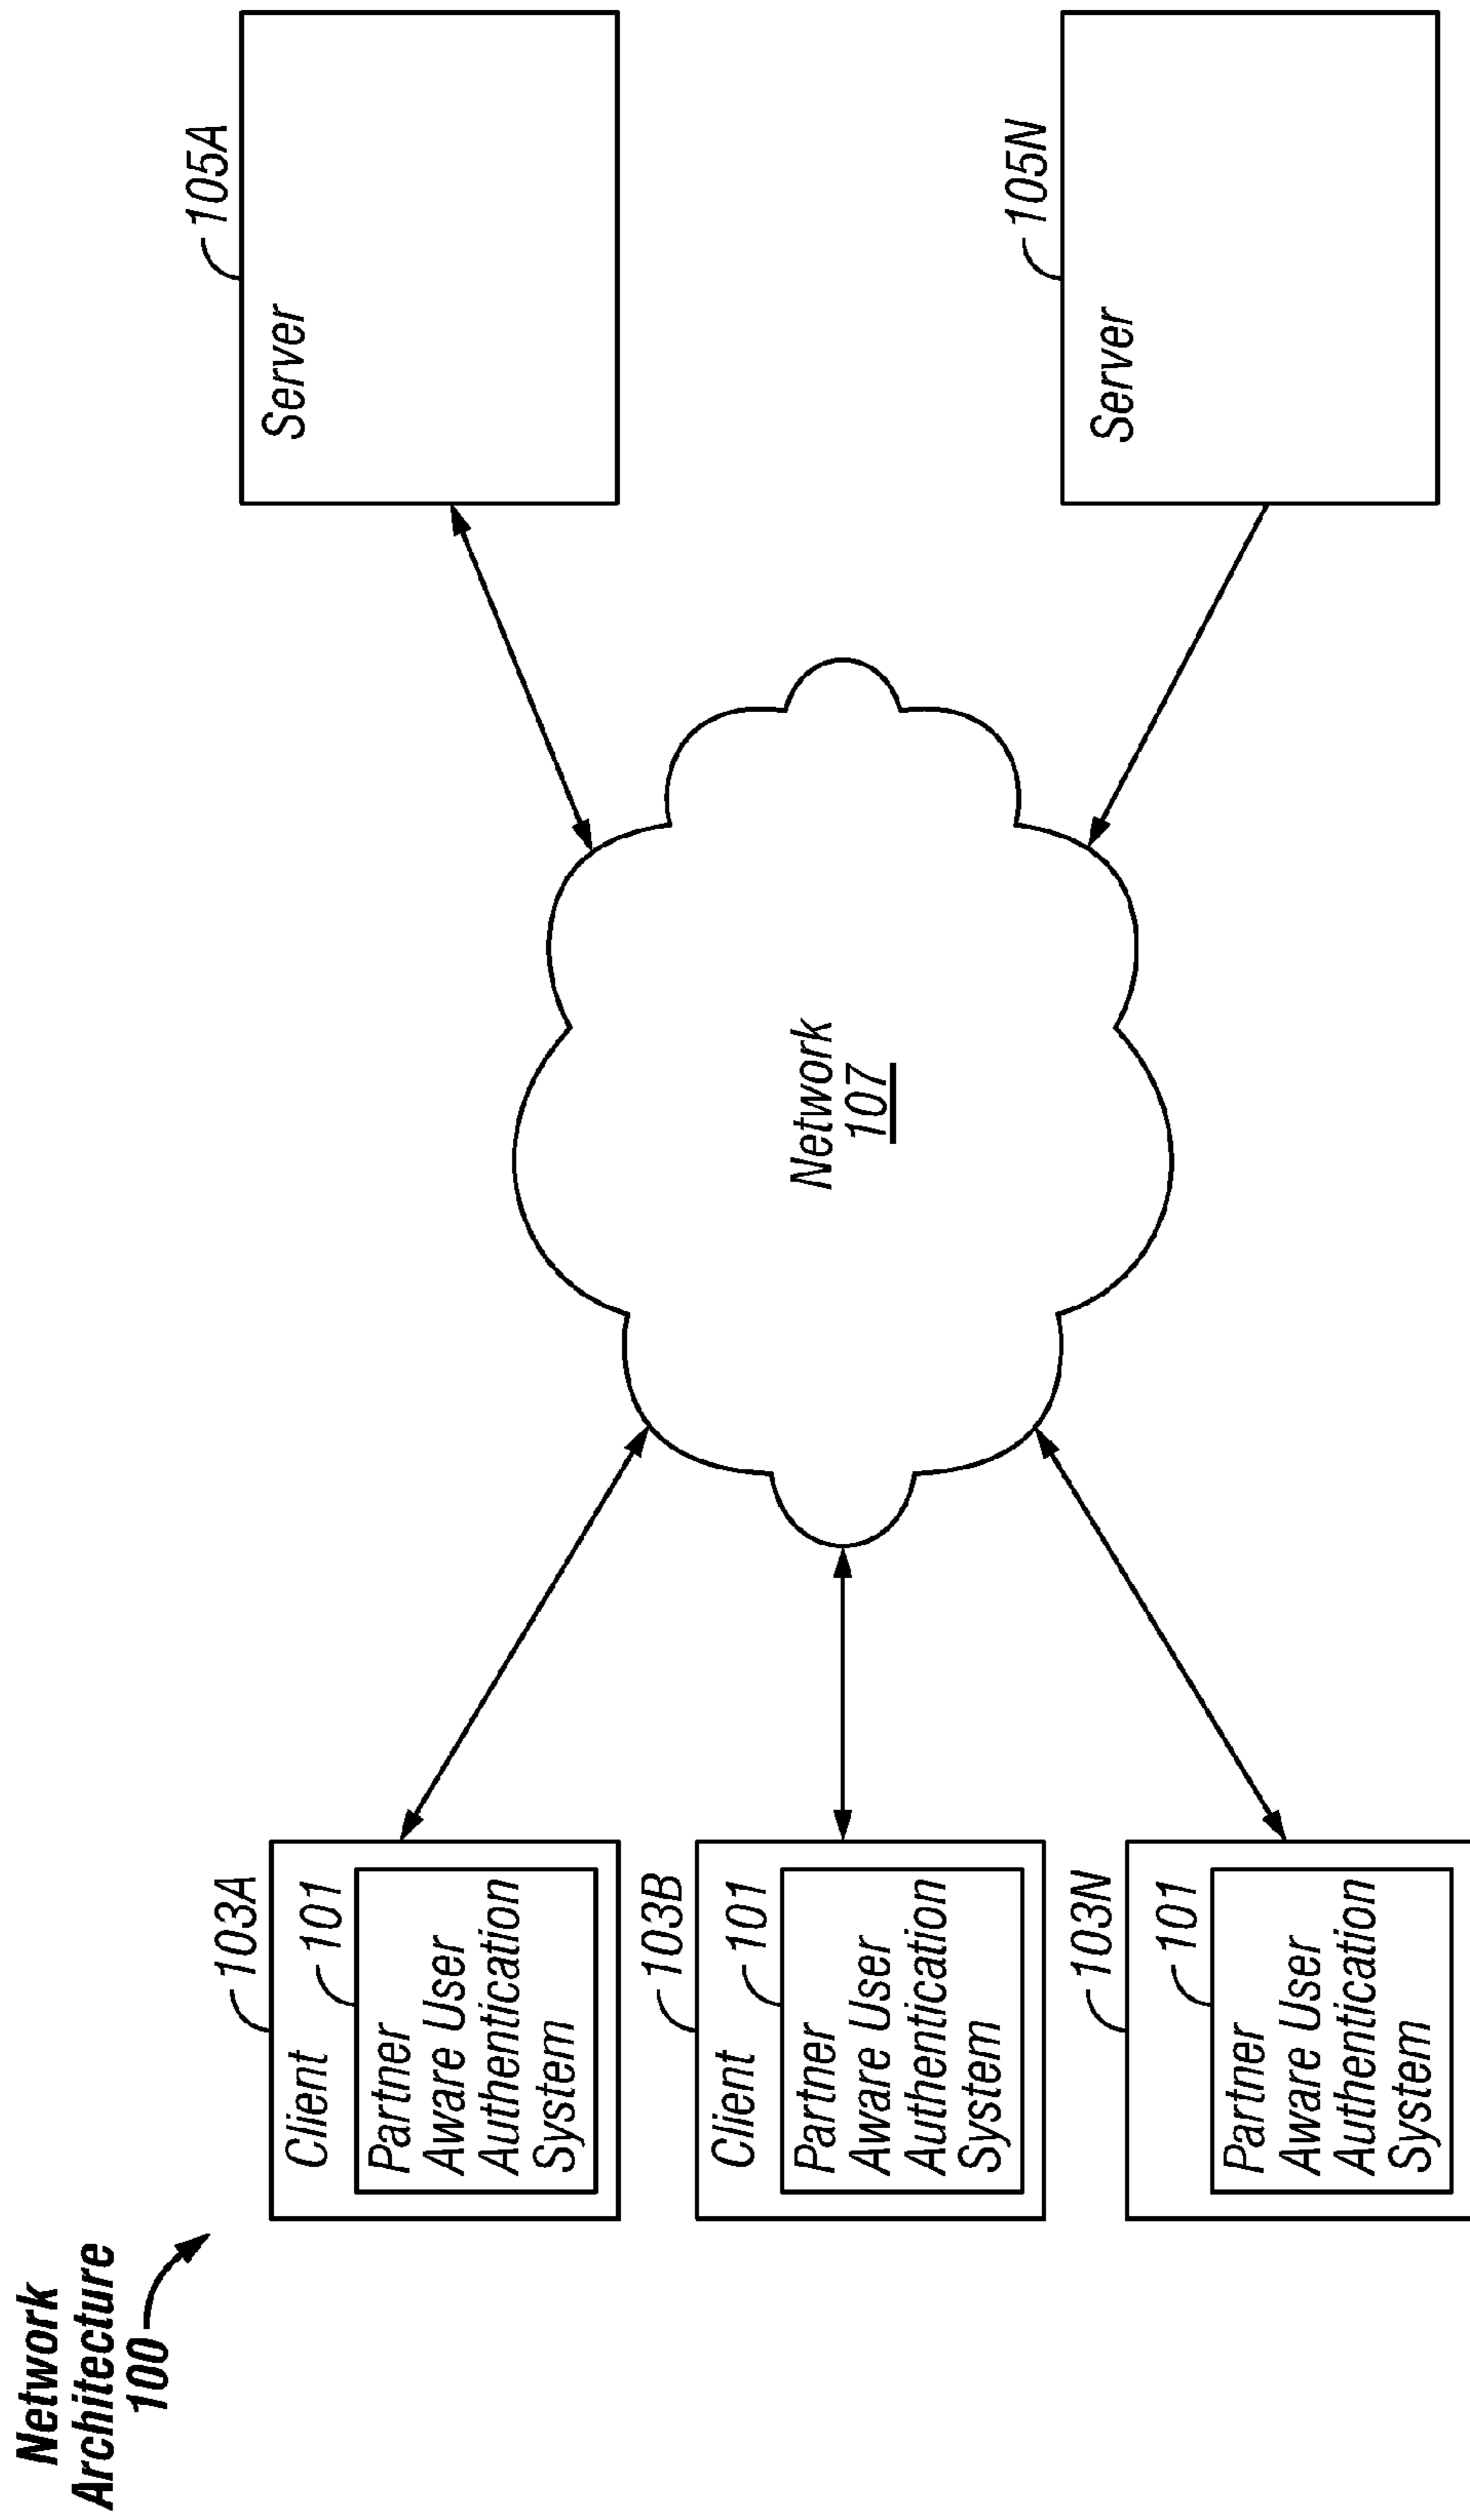 Network
Architecture
100
103A
Client
101
Partner
Aware User
Authentication
System
103B
Client
101
Partner
Aware User
Authentication
System
103N
101
Partner
Aware User
Authentication
System
Network
107
105A
Server
105N
Server